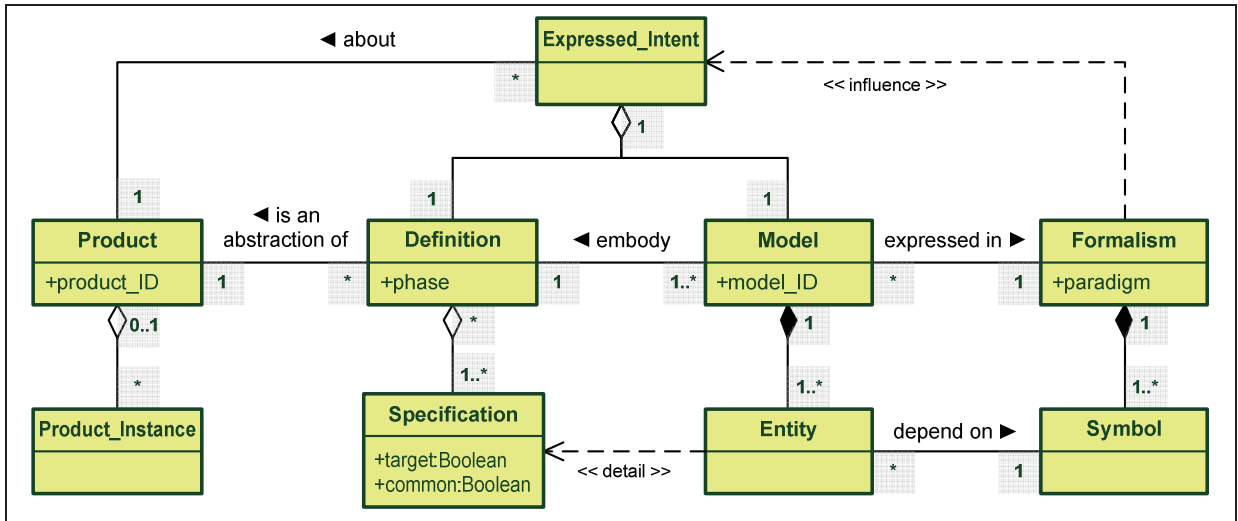 Expressed_Intent
◄ about
*
<< influence >>
1
1
1
1
◄ is an
abstraction of
Product
+product_ID
1
*
Definition
+phase
◄ embody
1
1..*
Model
+model_ID
expressed in ►
*
1
Formalism
+paradigm
0..1
*
1
1
*
1..*
1..*
1..*
Product_Instance
Specification
+target:Boolean
+common:Boolean
<< detail >>
Entity
depend on ►
*
1
Symbol